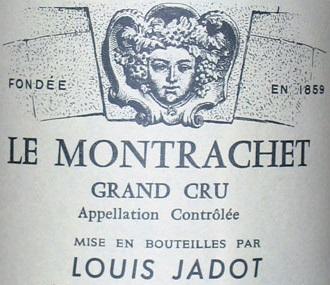 FONDÉE EN 1859
LE MONTRACHET
GRAND CRU
Appellation Contrôlée
MISE EN BOUTEILLES PAR
LOUIS JADOT